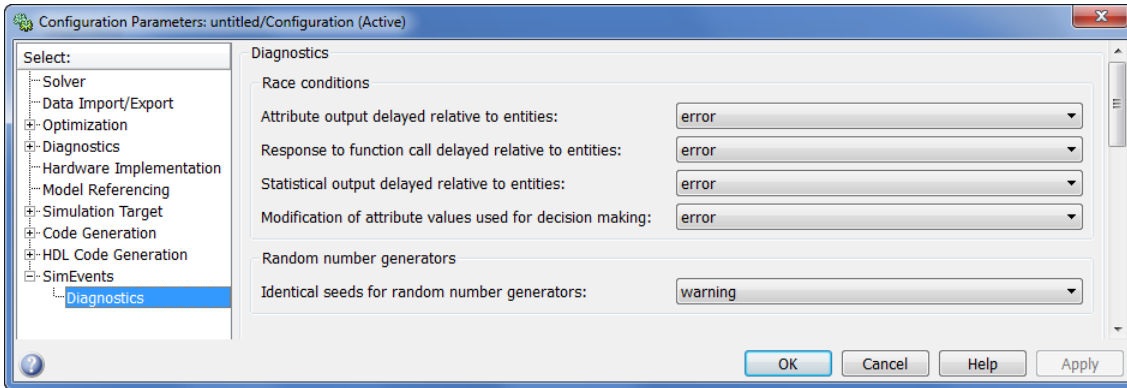 Configuration Parameters: untitled/Configuration (Active)
Select:
Solver
Data Import/Export
Optimization
Diagnostics
Hardware Implementation
Model Referencing
Simulation Target
Code Generation
HDL Code Generation
SimEvents
Diagnostics
Diagnostics
Race conditions
Attribute output delayed relative to entities: error
Response to function call delayed relative to entities: error
Statistical output delayed relative to entities: error
Modification of attribute values used for decision making: error
Random number generators
Identical seeds for random number generators: warning
OK Cancel Help Apply